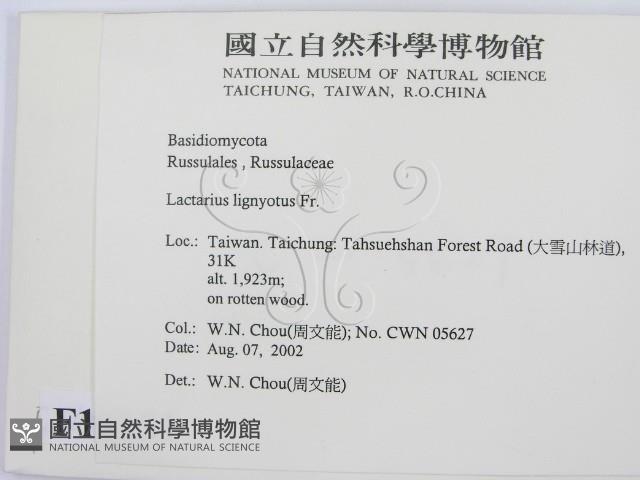 國立自然科學博物館
NATIONAL MUSEUM OF NATURAL SCIENCE
TAICHUNG, TAIWAN, R.O.CHINA
Basidiomycota
Russulales , Russulaceae
Lactarius lignyotus Fr.
Loc.: Taiwan. Taichung: Tahsuehshan Forest Road (大雪山林道),
31K
alt. 1,923m;
on rotten wood.
Col.: W.N. Chou(周文能); No. CWN 05627
Date: Aug. 07, 2002
Det.: W.N. Chou(周文能)
F1
國立自然科學博物館
NATIONAL MUSEUM OF NATURAL SCIENCE